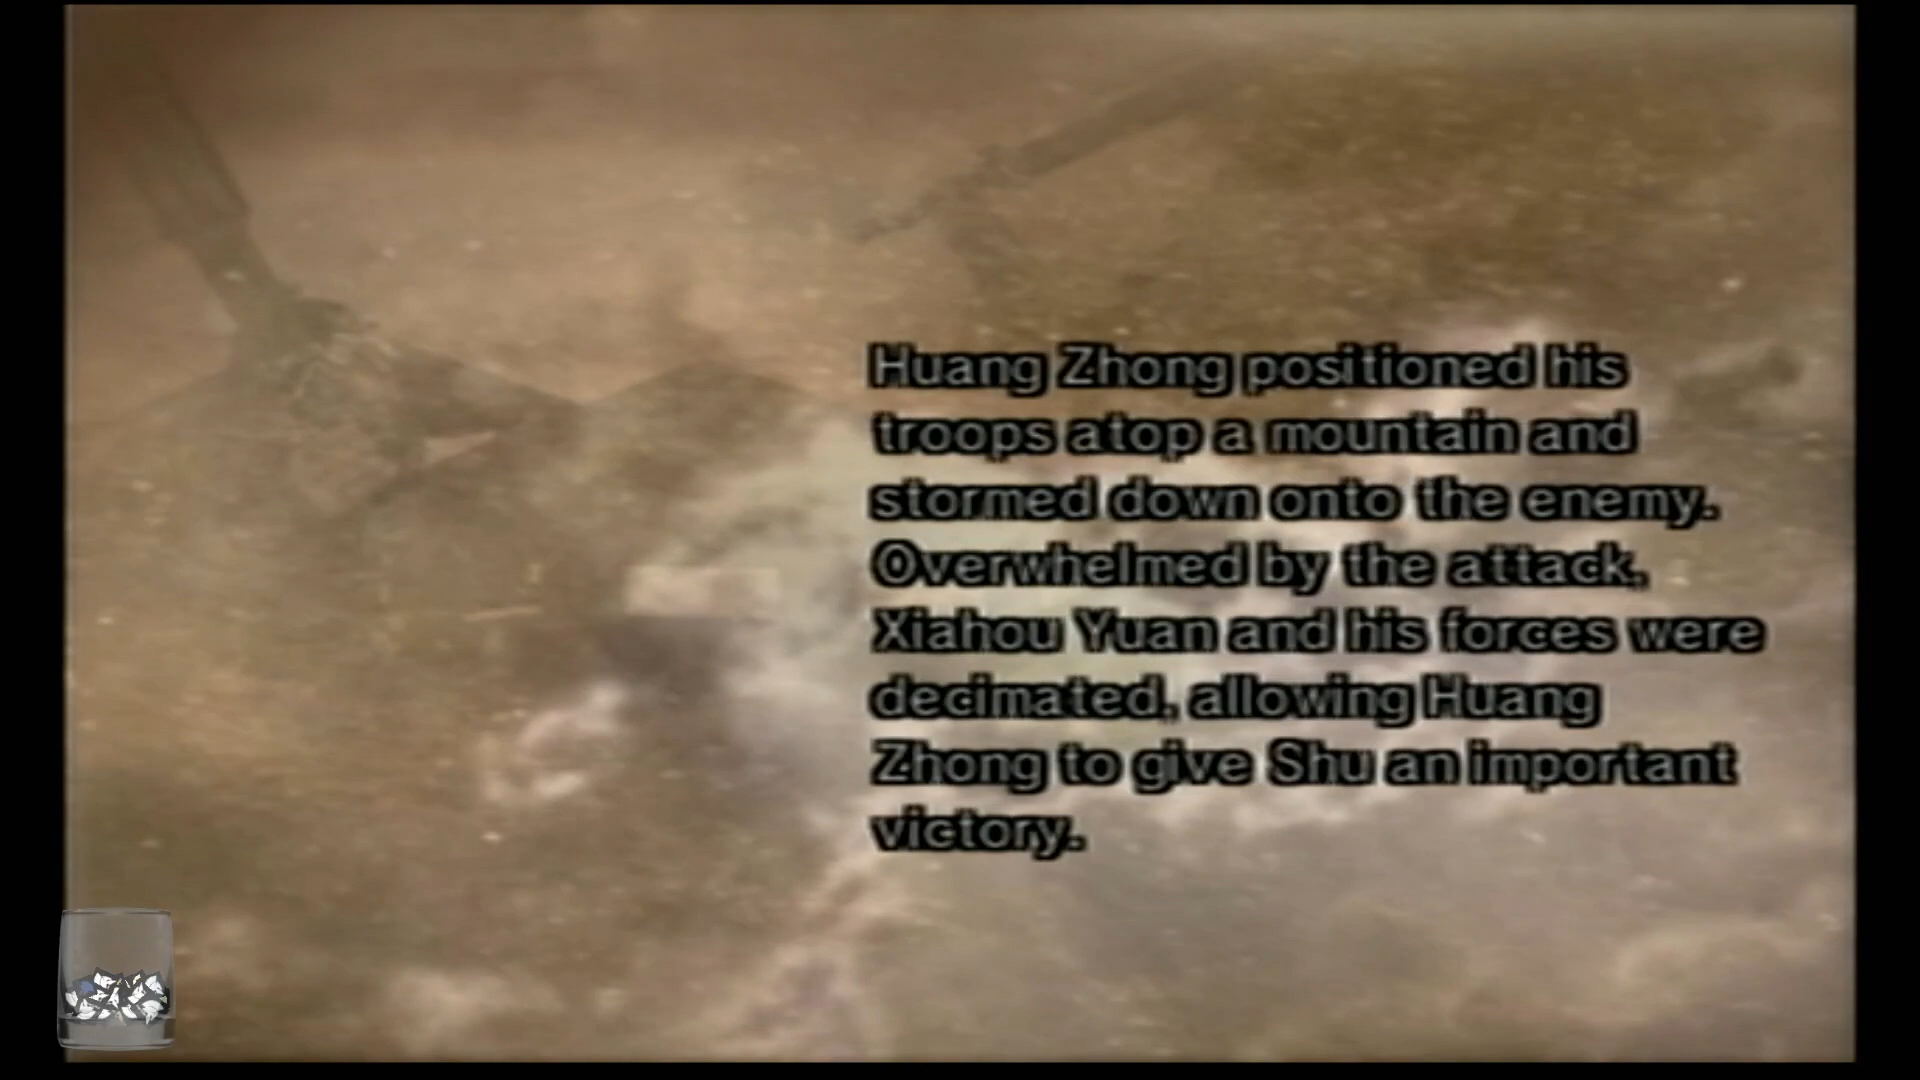 Huang Zhong positioned his
troops atop a mountain and
stormed down onto the enemy.
Overwhelmed by the attack,
Xiahou Yuan and his forces were
decimated, allowing Huang
Zhong to give Shu an important
victory.